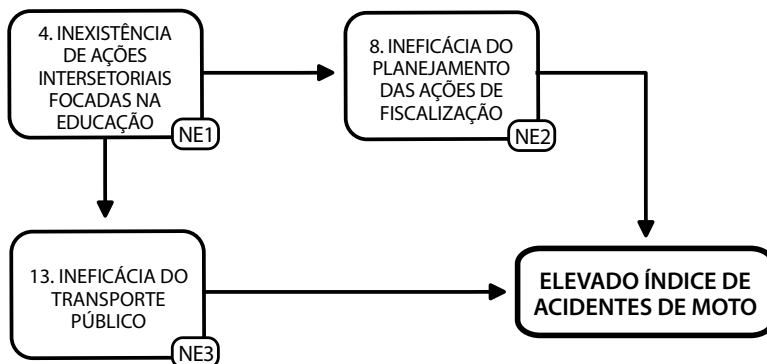 4. INEXISTÊNCIA
DE AÇÕES
INTERSETORIAIS
FOCADAS NA
EDUCAÇÃO
NE1
8. INEFICÁCIA DO
PLANEJAMENTO
DAS AÇÕES DE
FISCALIZAÇÃO
NE2
13. INEFICÁCIA DO
TRANSPORTE
PÚBLICO
NE3
ELEVADO ÍNDICE DE
ACIDENTES DE MOTO